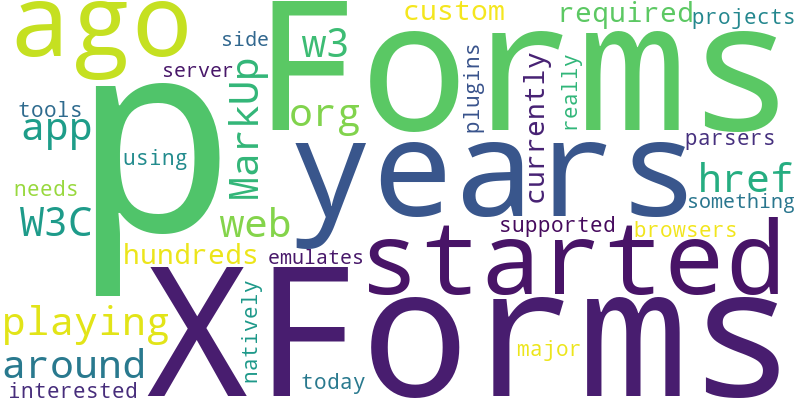 ago
Forms
custom
required
projects
side
w3
server
MarkUp
tools
app
org
plugins
currently
really
p
using
years
parsers
needs
href
W3C
web
something
supported
browsers
hundreds
emulates
started
XForms
natively
playing
around
major
today
interested